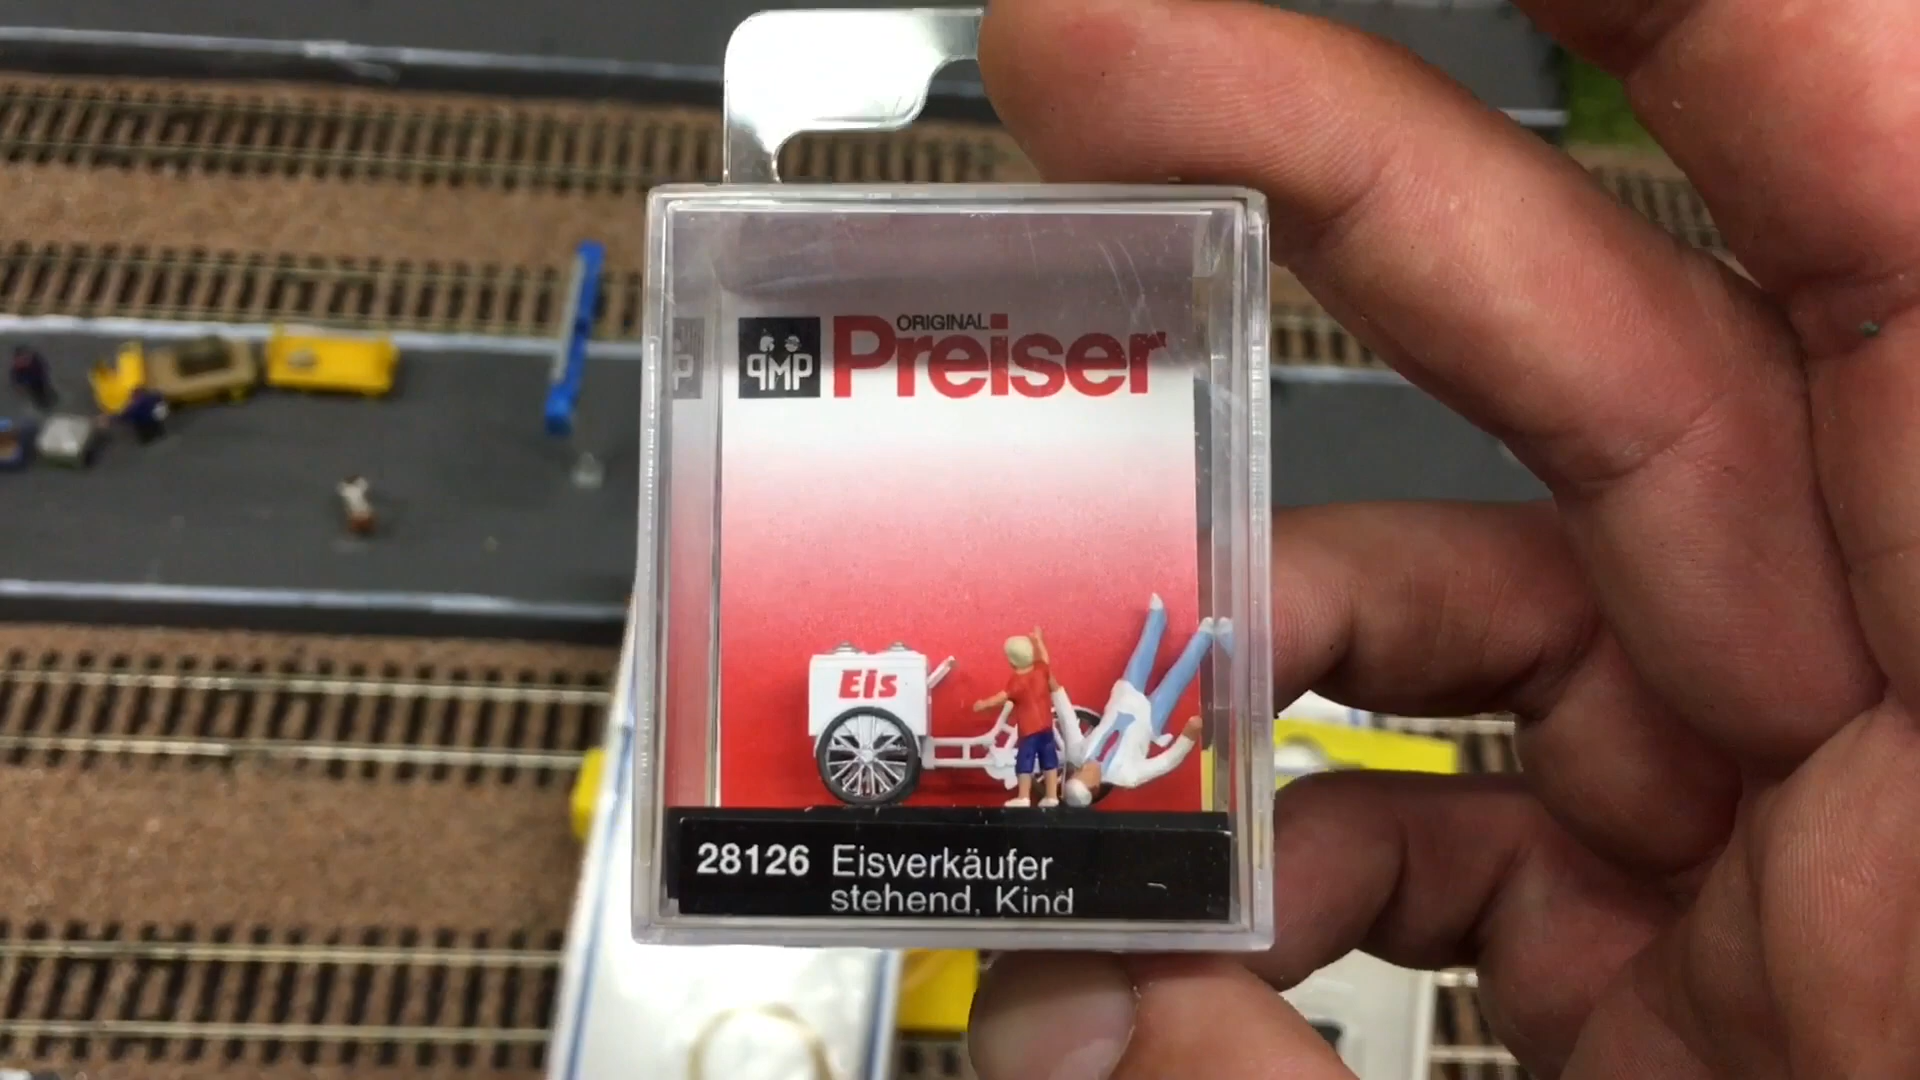 ORIGINAL
PMP Preiser
Eis
28126 Eisverkäufer
stehend, Kind